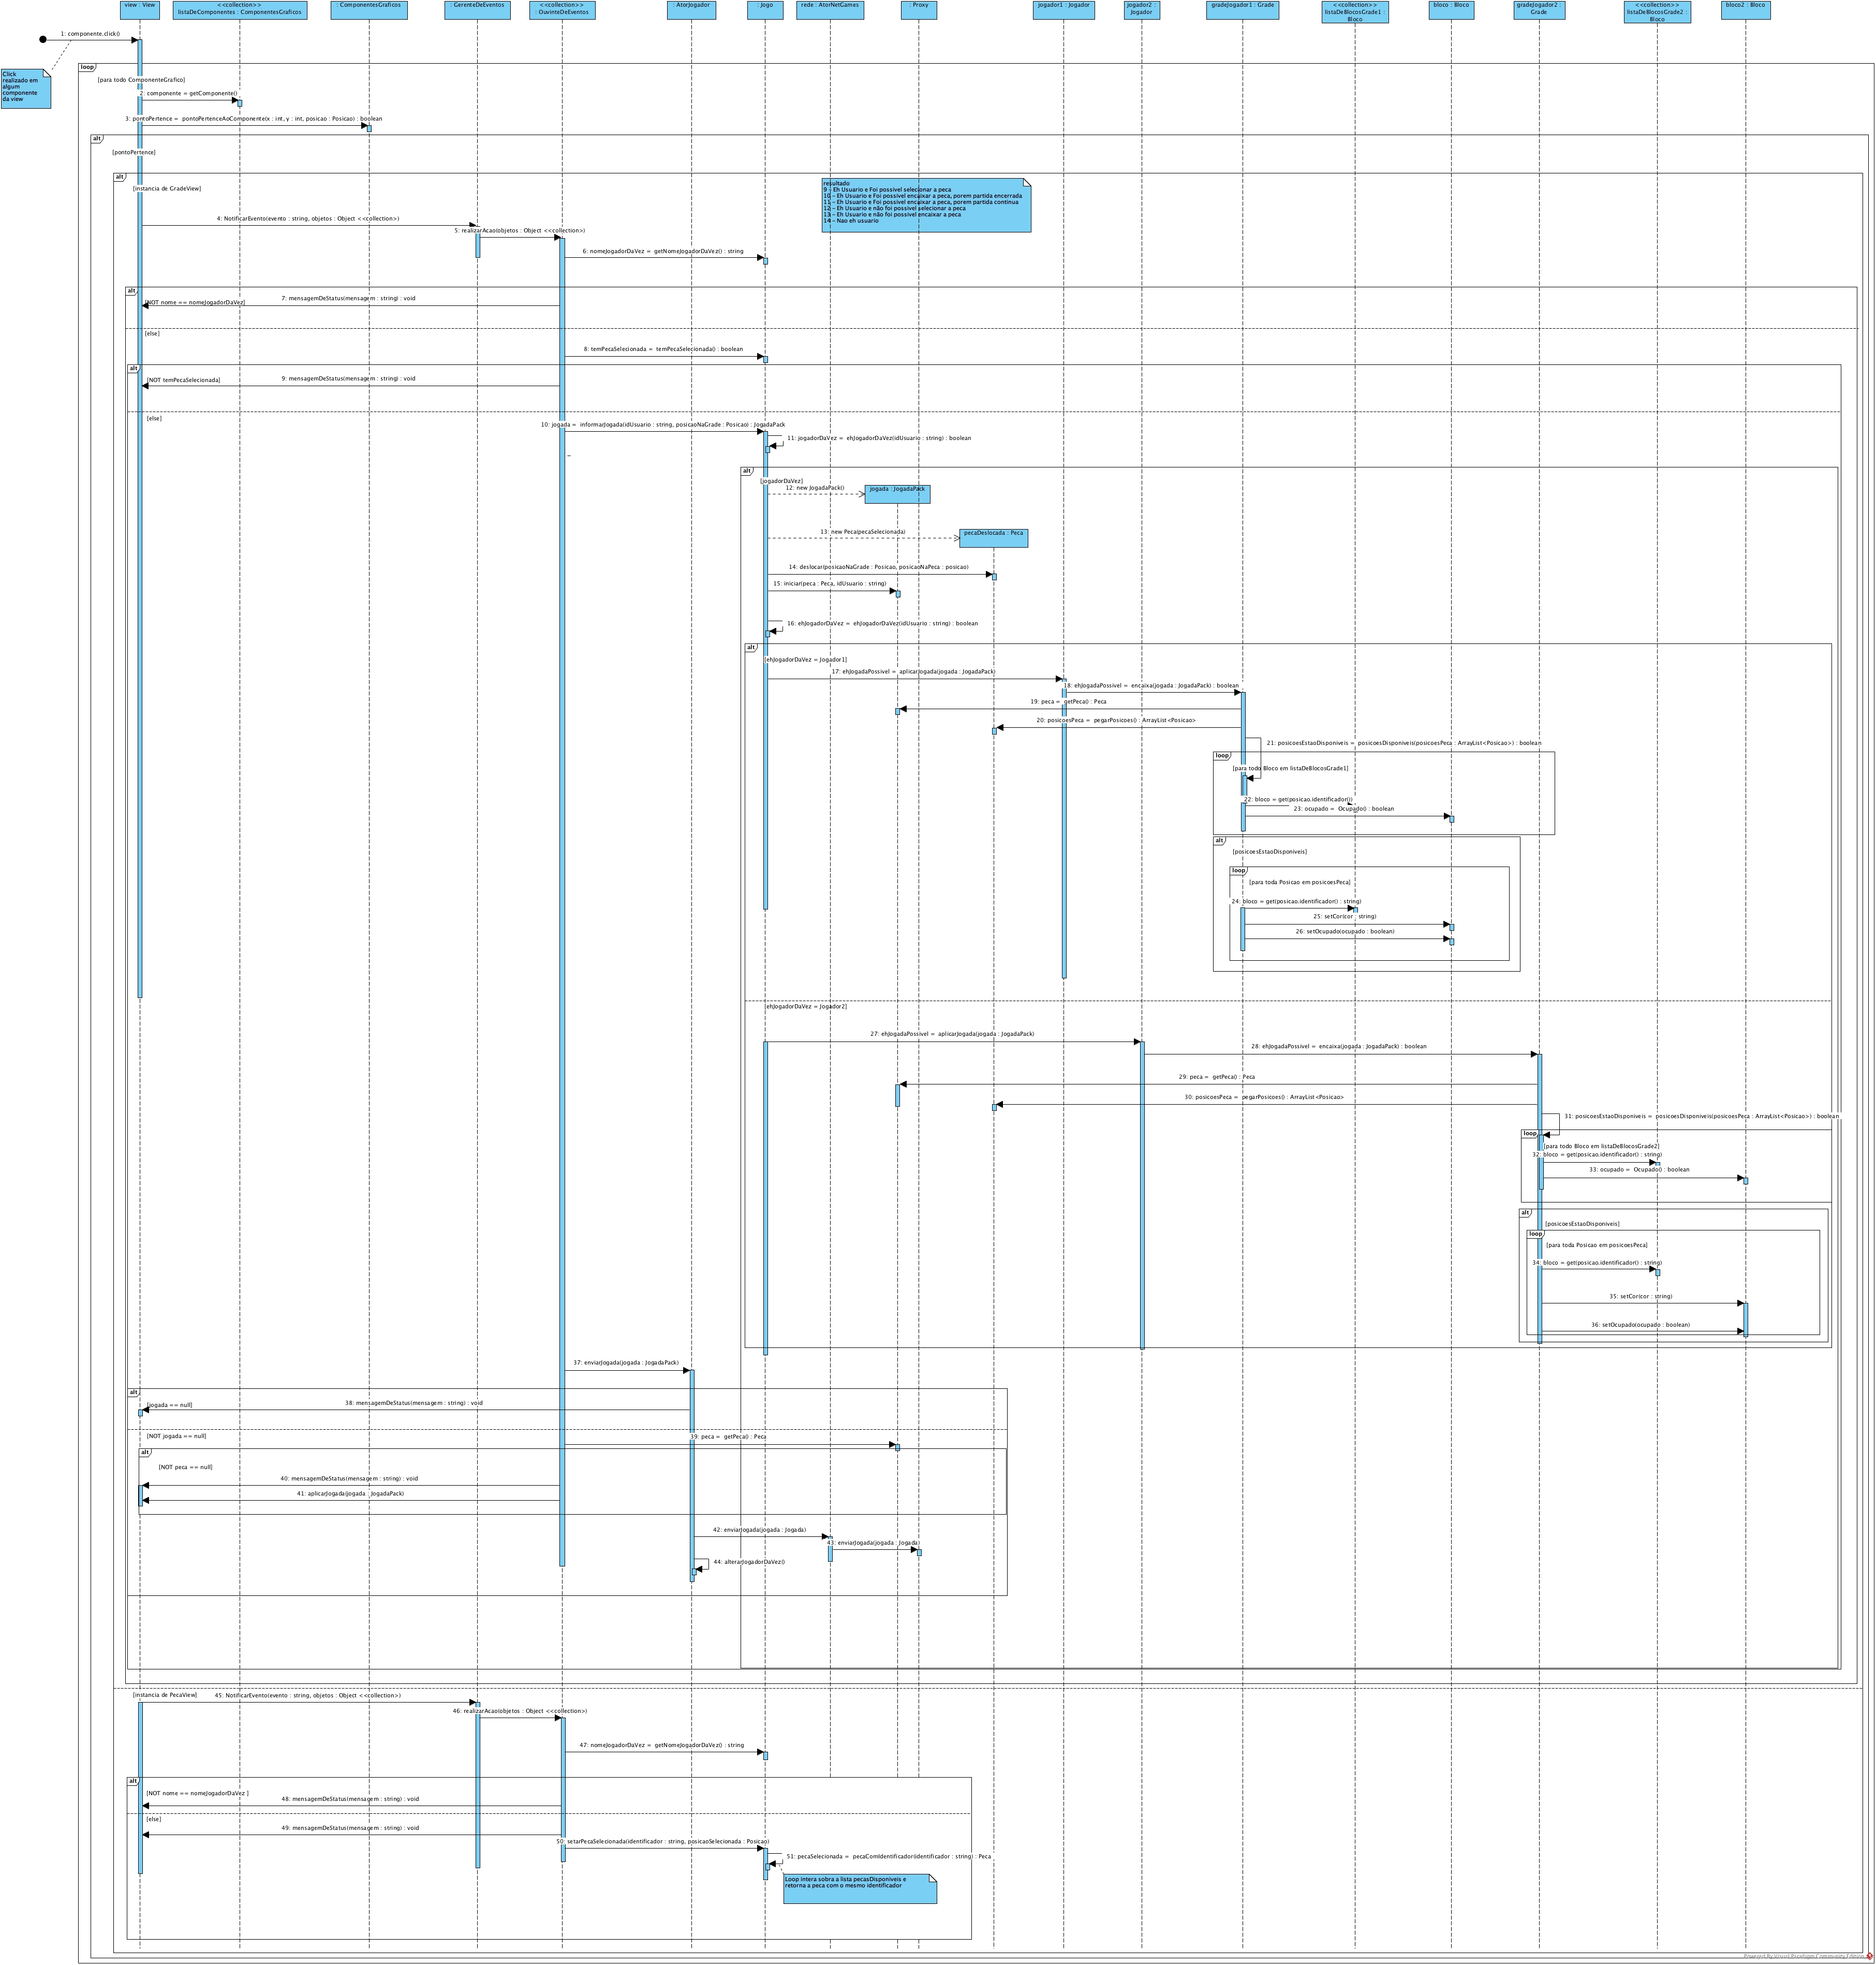 view : View
<<collection>>
listaDeComponentes : ComponentesGraficos
: ComponentesGraficos
: GerenteDeEventos
<<collection>>
: OuvinteDeEventos
: AtorJogador
: Jogo
rede : AtorNetGames
: Proxy
jogador1 : Jogador
jogador2 :
Jogador
gradeJogador1 : Grade
<<collection>>
listaDeBlocosGrade1 :
Bloco
bloco : Bloco
gradeJogador2 :
Grade
<<collection>>
listaDeBlocosGrade2 :
Bloco
bloco2 : Bloco
1: componente.click()
Click
realizado em
algum
componente
da view
loop
[para todo ComponenteGrafico]
2: componente = getComponente()
3: pontoPertence = pontoPertenceAoComponente(x : int, y : int, posicao : Posicao) : boolean
alt
[pontoPertence]
alt
[instancia de GradeView]
resultado
9 - Eh Usuario e Foi possivel selecionar a peca
10 - Eh Usuario e Foi possivel encaixar a peca, porem partida encerrada
11 - Eh Usuario e Foi possivel encaixar a peca, porem partida continua
12 - Eh Usuario e não foi possivel selecionar a peca
13 - Eh Usuario e não foi possivel encaixar a peca
14 - Nao eh usuario
4: NotificarEvento(evento : string, objetos : Object <<collection>)
5: realizarAcao(objetos : Object <<collection>)
6: nomeJogadorDaVez = getNomeJogadorDaVez() : string
alt
7: mensagemDeStatus(mensagem : string) : void
[NOT nome == nomeJogadorDaVez]
[else]
8: temPecaSelecionada = temPecaSelecionada() : boolean
alt
[NOT temPecaSelecionada]
9: mensagemDeStatus(mensagem : string) : void
[else]
10: jogada = informarJogada(idUsuario : string, posicaoNaGrade : Posicao) : JogadaPack
11: jogadorDaVez = ehJogadorDaVez(idUsuario : string) : boolean
alt
[jogadorDaVez]
12: new JogadaPack()
jogada : JogadaPack
13: new Peca(pecaSelecionada)
pecaDeslocada : Peca
14: deslocar(posicaoNaGrade : Posicao, posicaoNaPeca : posicao)
15: iniciar(peca : Peca, idUsuario : string)
16: ehJogadorDaVez = ehJogadorDaVez(idUsuario : string) : boolean
alt
[ehJogadorDaVez = Jogador1]
17: ehJogadaPossivel = aplicarJogada(jogada : JogadaPack)
18: ehJogadaPossivel = encaixa(jogada : JogadaPack) : boolean
19: peca = getPeca() : Peca
20: posicoesPeca = pegarPosicoes() : ArrayList<Posicao>
21: posicoesEstaoDisponiveis = posicoesDisponiveis(posicoesPeca : ArrayList<Posicao>) : boolean
loop
[para todo Bloco em listaDeBlocosGrade1]
22: bloco = get(posicao.identificador())
23: ocupado = Ocupado() : boolean
alt
[posicoesEstaoDisponiveis]
loop
[para toda Posicao em posicoesPeca]
24: bloco = get(posicao.identificador() : string)
25: setCor(cor : string)
26: setOcupado(ocupado : boolean)
[ehJogadorDaVez = Jogador2]
27: ehJogadaPossivel = aplicarJogada(jogada : JogadaPack)
28: ehJogadaPossivel = encaixa(jogada : JogadaPack) : boolean
29: peca = getPeca() : Peca
30: posicoesPeca = pegarPosicoes() : ArrayList<Posicao>
31: posicoesEstaoDisponiveis = posicoesDisponiveis(posicoesPeca : ArrayList<Posicao>) : boolean
loop
[para todo Bloco em listaDeBlocosGrade2]
32: bloco = get(posicao.identificador() : string)
33: ocupado = Ocupado() : boolean
alt
[posicoesEstaoDisponiveis]
loop
[para toda Posicao em posicoesPeca]
34: bloco = get(posicao.identificador() : string)
35: setCor(cor : string)
36: setOcupado(ocupado : boolean)
37: enviarJogada(jogada : JogadaPack)
alt
[jogada == null]
38: mensagemDeStatus(mensagem : string) : void
[NOT jogada == null]
39: peca = getPeca() : Peca
alt
[NOT peca == null]
40: mensagemDeStatus(mensagem : string) : void
41: aplicarJogada(jogada : JogadaPack)
42: enviarJogada(jogada : Jogada)
43: enviarJogada(jogada : Jogada)
44: alterarJogadorDaVez()
[instancia de PecaView]
45: NotificarEvento(evento : string, objetos : Object <<collection>)
46: realizarAcao(objetos : Object <<collection>)
47: nomeJogadorDaVez = getNomeJogadorDaVez() : string
alt
[NOT nome == nomeJogadorDaVez ]
48: mensagemDeStatus(mensagem : string) : void
[else]
49: mensagemDeStatus(mensagem : string) : void
50: setarPecaSelecionada(identificador : string, posicaoSelecionada : Posicao)
51: pecaSelecionada = pecaComIdentificador(identificador : string) : Peca
Loop intera sobra a lista pecasDisponiveis e
retorna a peca com o mesmo identificador
Powered By Visual Paradigm Community Edition